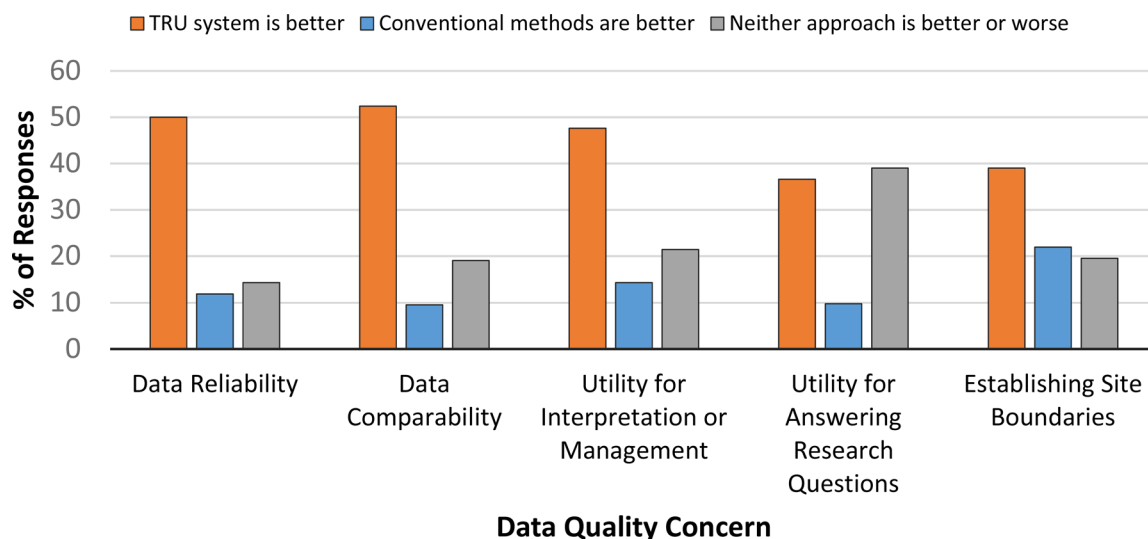 TRU system is better Conventional methods are better Neither approach is better or worse
60
50
40
30
20
10
0
% of Responses
Data Reliability
Data
Comparability
Utility for
Interpretation or
Management
Utility for
Answering
Research
Questions
Establishing Site
Boundaries
Data Quality Concern